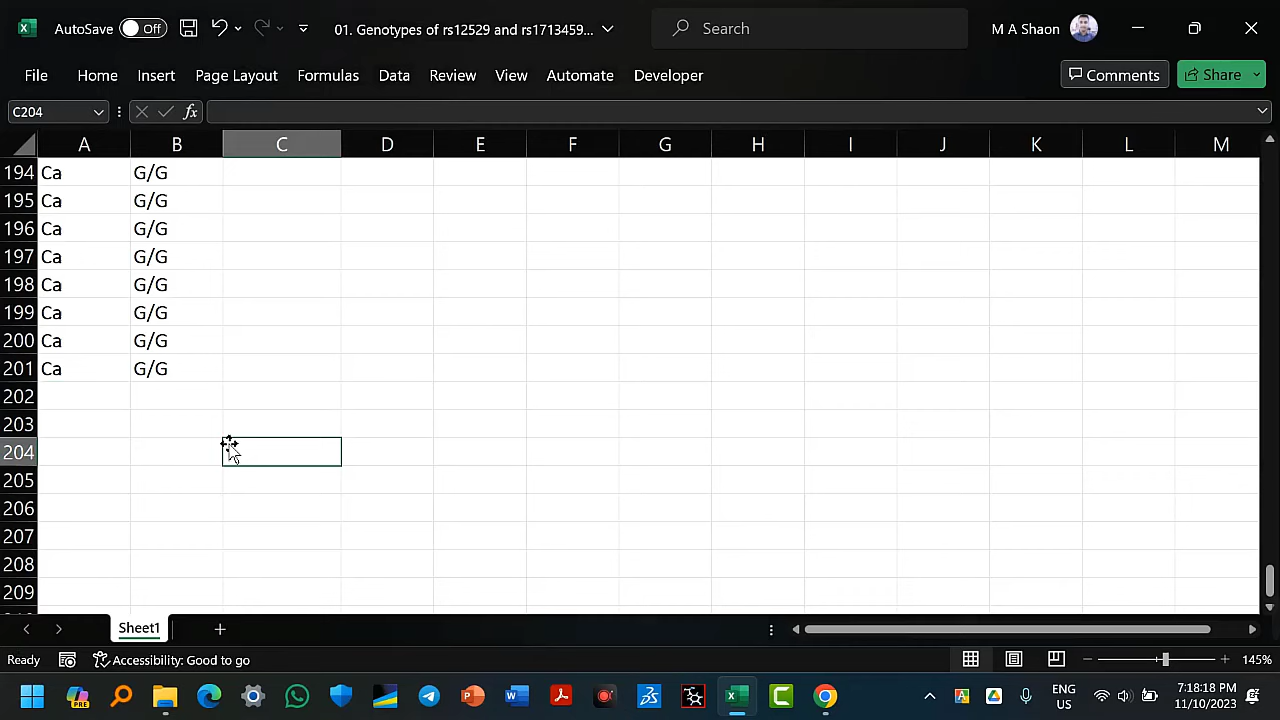 AutoSave Off 01. Genotypes of rs12529 and rs1713459... Search M A Shaon
File Home Insert Page Layout Formulas Data Review View Automate Developer Comments Share
C204 fx
A B C D E F G H I J K L M
194 Ca G/G
195 Ca G/G
196 Ca G/G
197 Ca G/G
198 Ca G/G
199 Ca G/G
200 Ca G/G
201 Ca G/G
202
203
204
205
206
207
208
209
Sheet1
Ready Accessibility: Good to go 145%
PRE ENG 7:18:18 PM
US 11/10/2023